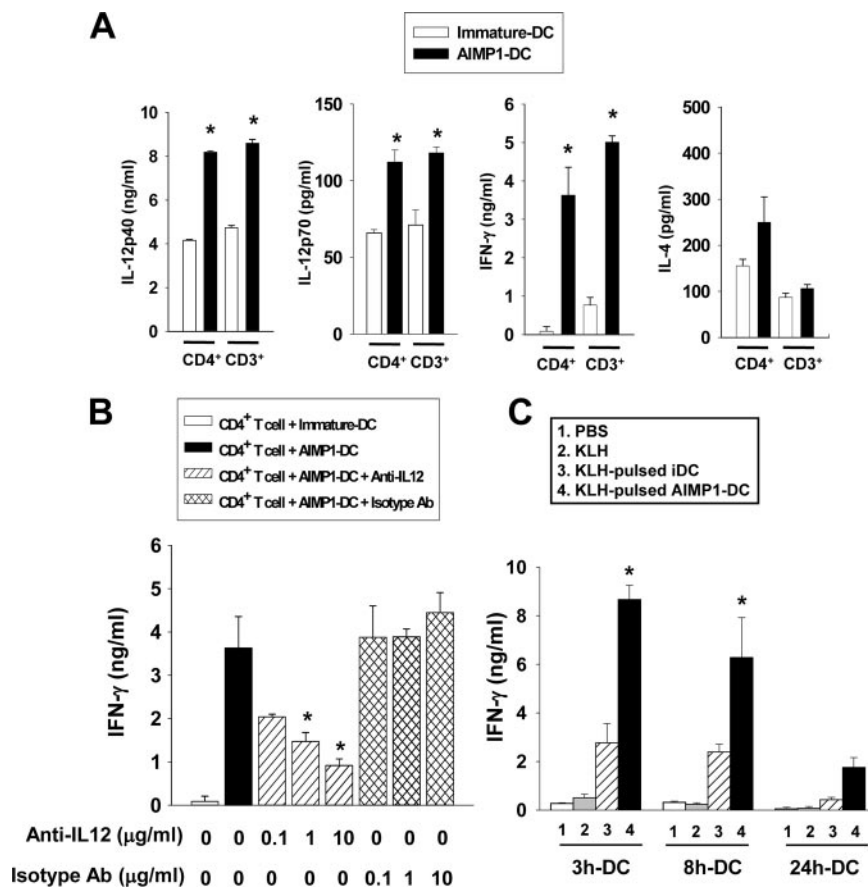 A
Immature-DC
AIMP1-DC
IL-12p40 (ng/ml)
10
8
6
4
2
0
* *
CD4⁺ CD3⁺
IL-12p70 (pg/ml)
150
100
50
0
* *
CD4⁺ CD3⁺
IFN-γ (ng/ml)
6
5
4
3
2
1
0
* *
CD4⁺ CD3⁺
IL-4 (pg/ml)
500
400
300
200
100
0
CD4⁺ CD3⁺
B
CD4⁺ T cell + Immature-DC
CD4⁺ T cell + AIMP1-DC
CD4⁺ T cell + AIMP1-DC + Anti-IL12
CD4⁺ T cell + AIMP1-DC + Isotype Ab
IFN-γ (ng/ml)
6
5
4
3
2
1
0
* *
Anti-IL12 (μg/ml) 0 0 0.1 1 10 0 0 0
Isotype Ab (μg/ml) 0 0 0 0 0 0.1 1 10
C
1. PBS
2. KLH
3. KLH-pulsed iDC
4. KLH-pulsed AIMP1-DC
IFN-γ (ng/ml)
10
8
6
4
2
0
* *
1 2 3 4 1 2 3 4 1 2 3 4
3h-DC 8h-DC 24h-DC